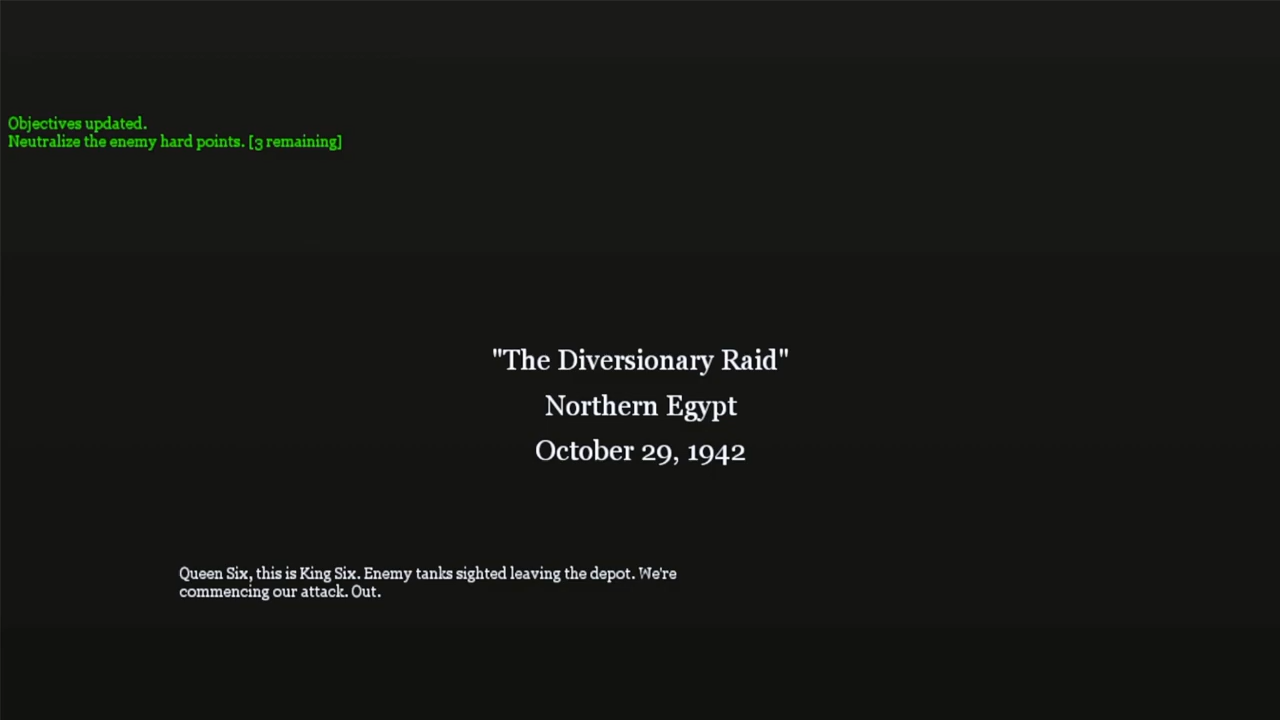 Objectives updated.
Neutralize the enemy hard points. [3 remaining]
"The Diversionary Raid"
Northern Egypt
October 29, 1942
Queen Six, this is King Six. Enemy tanks sighted leaving the depot. We're
commencing our attack. Out.